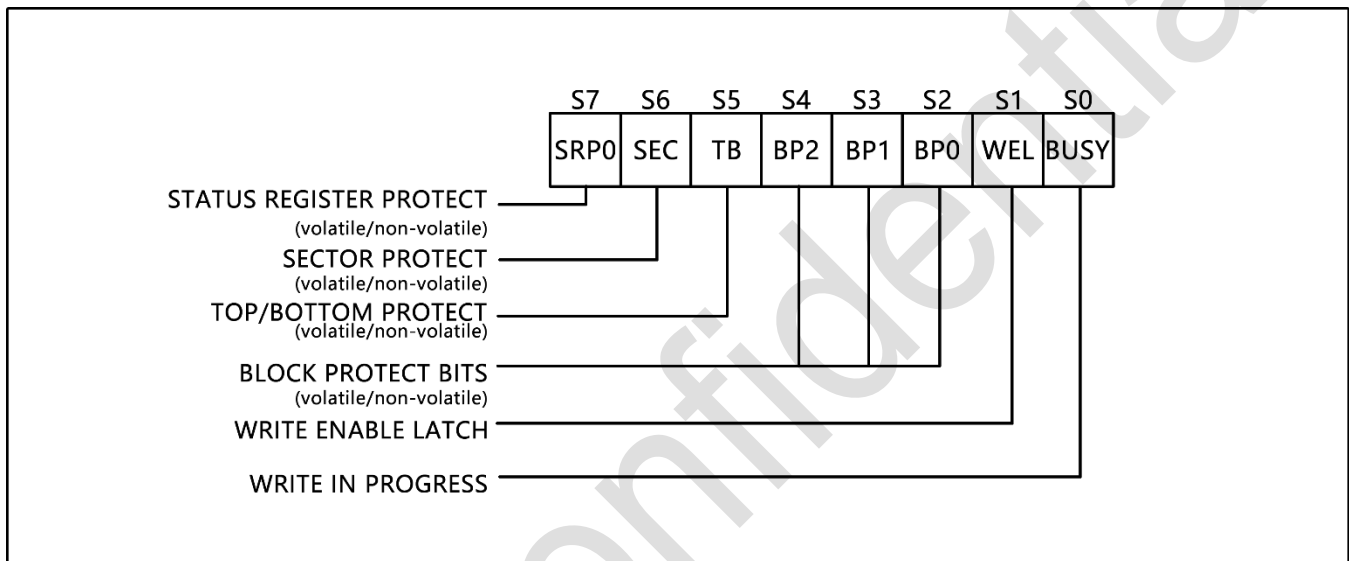 S7 S6 S5 S4 S3 S2 S1 S0
SRP0 SEC TB BP2 BP1 BP0 WEL BUSY
STATUS REGISTER PROTECT
(volatile/non-volatile)
SECTOR PROTECT
(volatile/non-volatile)
TOP/BOTTOM PROTECT
(volatile/non-volatile)
BLOCK PROTECT BITS
(volatile/non-volatile)
WRITE ENABLE LATCH
WRITE IN PROGRESS
onfidential